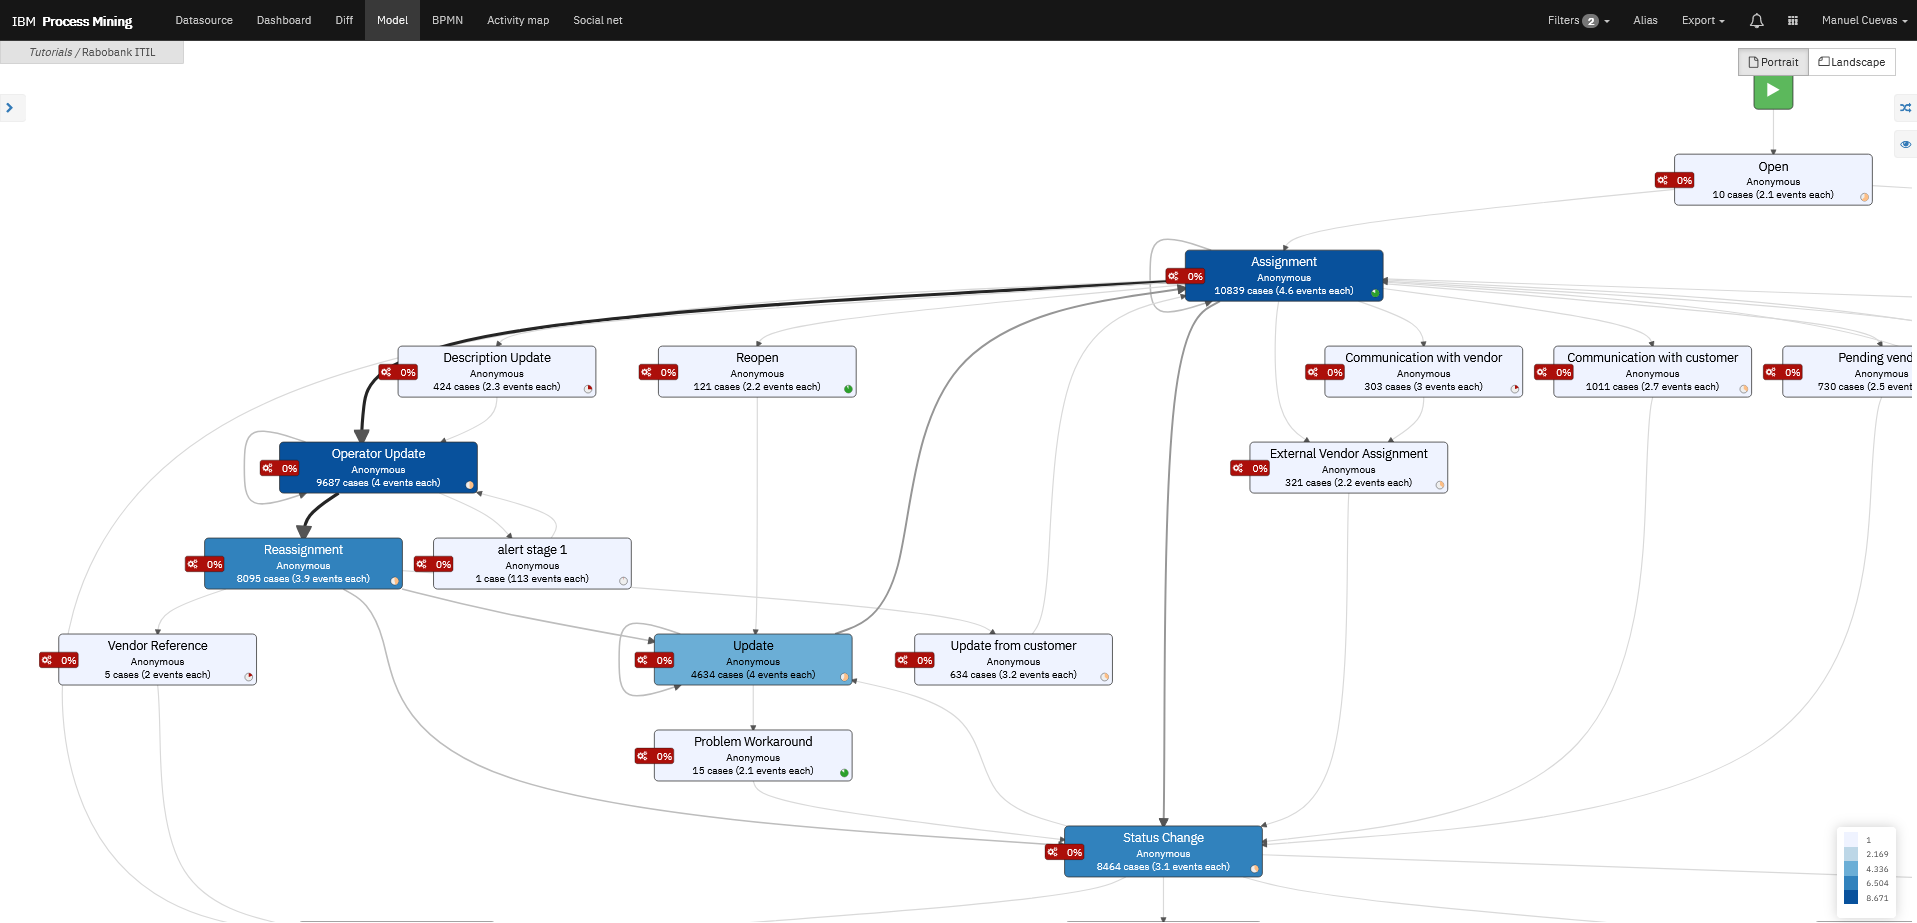 IBM Process Mining
Datasource
Dashboard
Diff
Model
BPMN
Activity map
Social net
Filters 2
Alias
Export
Manuel Cuevas
Tutorials / Rabobank ITIL
Portrait
Landscape
Open
Anonymous
10 cases (2.1 events each)
0%
Assignment
Anonymous
10839 cases (4.6 events each)
0%
Description Update
Anonymous
424 cases (2.3 events each)
0%
Reopen
Anonymous
121 cases (2.2 events each)
0%
Communication with vendor
Anonymous
303 cases (3 events each)
0%
Communication with customer
Anonymous
1011 cases (2.7 events each)
0%
Pending vend
Anonymous
730 cases (2.5 event
0%
Operator Update
Anonymous
9687 cases (4 events each)
0%
External Vendor Assignment
Anonymous
321 cases (2.2 events each)
0%
Reassignment
Anonymous
8095 cases (3.9 events each)
0%
alert stage 1
Anonymous
1 case (113 events each)
0%
Vendor Reference
Anonymous
5 cases (2 events each)
0%
Update
Anonymous
4634 cases (4 events each)
0%
Update from customer
Anonymous
634 cases (3.2 events each)
0%
Problem Workaround
Anonymous
15 cases (2.1 events each)
0%
Status Change
Anonymous
8464 cases (3.1 events each)
0%
1
2.169
4.336
6.504
8.671